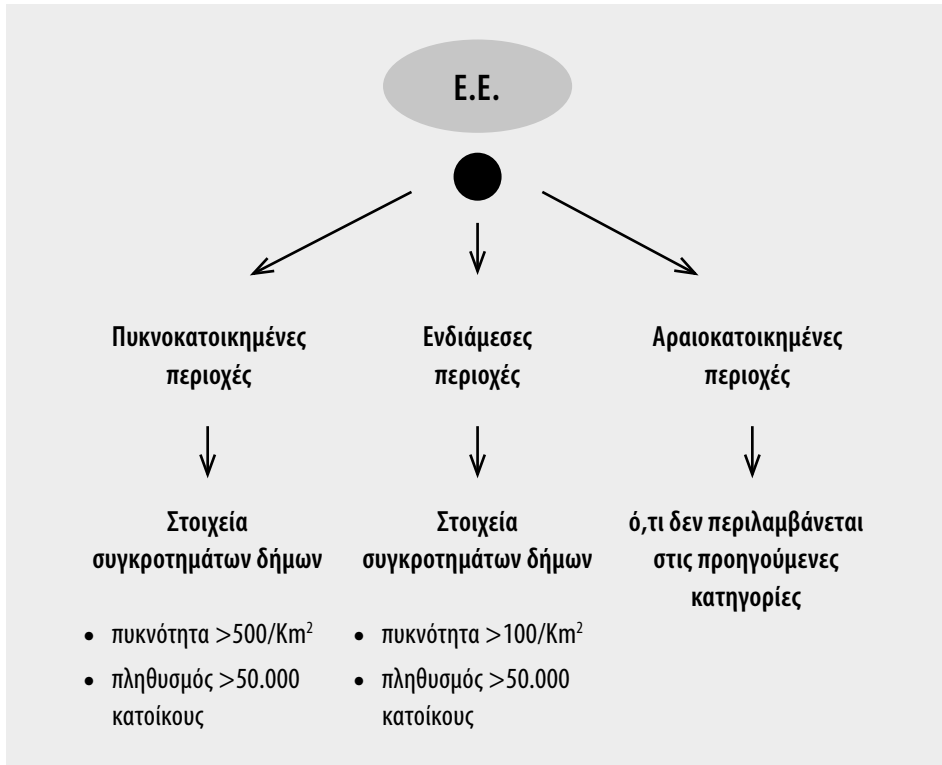 Ε.Ε.
Πυκνοκατοικημένες
περιοχές
Στοιχεία
συγκροτημάτων δήμων
• πυκνότητα >500/Km²
• πληθυσμός >50.000
κατοίκους
Ενδιάμεσες
περιοχές
Στοιχεία
συγκροτημάτων δήμων
• πυκνότητα >100/Km²
• πληθυσμός >50.000
κατοίκους
Αραιοκατοικημένες
περιοχές
ό,τι δεν περιλαμβάνεται
στις προηγούμενες
κατηγορίες